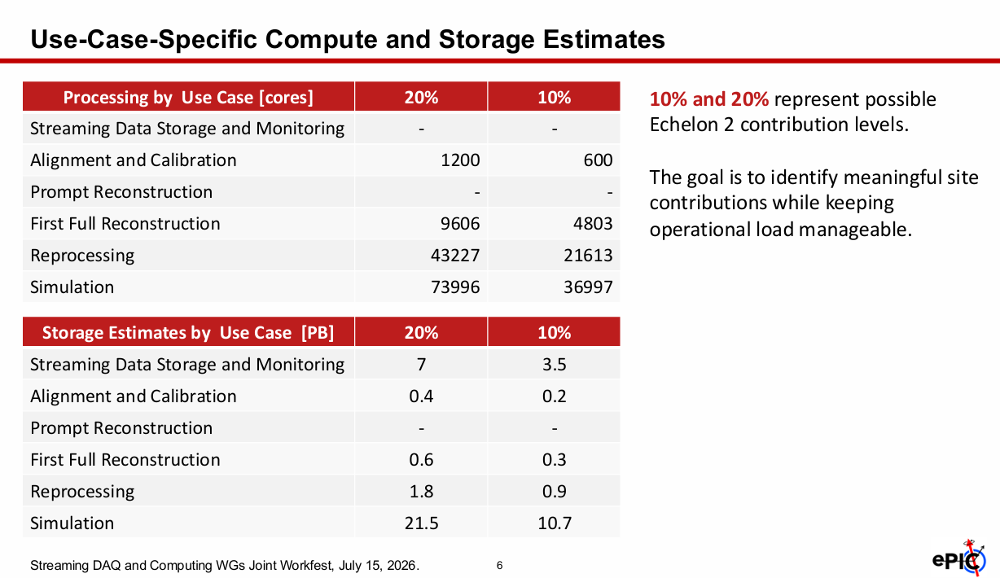 Use-Case-Specific Compute and Storage Estimates
Processing by  Use Case [cores] 20% 10%
Streaming Data Storage and Monitoring - -
Alignment and Calibration 1200 600
Prompt Reconstruction - -
First Full Reconstruction 9606 4803
Reprocessing 43227 21613
Simulation 73996 36997
Storage Estimates by  Use Case  [PB] 20% 10%
Streaming Data Storage and Monitoring 7 3.5
Alignment and Calibration 0.4 0.2
Prompt Reconstruction - -
First Full Reconstruction 0.6 0.3
Reprocessing 1.8 0.9
Simulation 21.5 10.7
10% and 20% represent possible
Echelon 2 contribution levels.
The goal is to identify meaningful site
contributions while keeping
operational load manageable.
Streaming DAQ and Computing WGs Joint Workfest, July 15, 2026.
6
ePIC